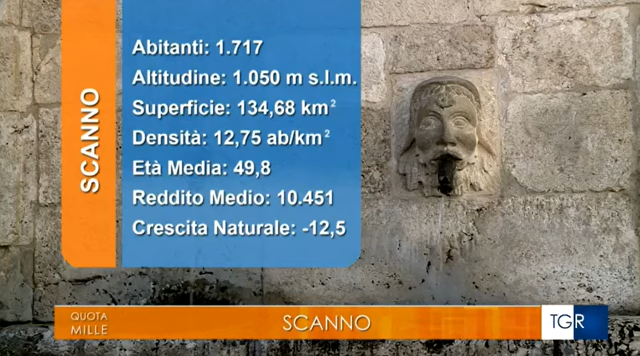 SCANNO
Abitanti: 1.717
Altitudine: 1.050 m s.l.m.
Superficie: 134,68 km²
Densità: 12,75 ab/km²
Età Media: 49,8
Reddito Medio: 10.451
Crescita Naturale: -12,5
QUOTA
MILLE
SCANNO
TGR